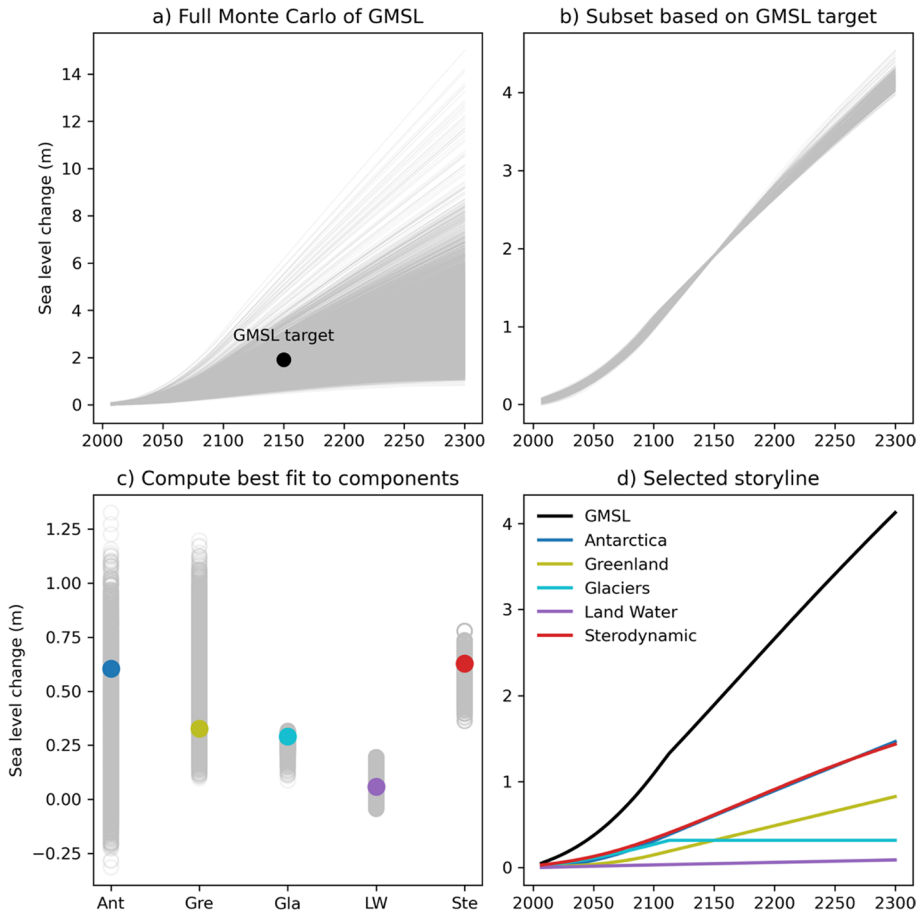 a) Full Monte Carlo of GMSL
Sea level change (m)
14
12
10
8
6
4
2
0
GMSL target
2000 2050 2100 2150 2200 2250 2300
b) Subset based on GMSL target
4
3
2
1
0
2000 2050 2100 2150 2200 2250 2300
c) Compute best fit to components
Sea level change (m)
1.25
1.00
0.75
0.50
0.25
0.00
−0.25
Ant Gre Gla LW Ste
d) Selected storyline
4
3
2
1
0
GMSL
Antarctica
Greenland
Glaciers
Land Water
Sterodynamic
2000 2050 2100 2150 2200 2250 2300